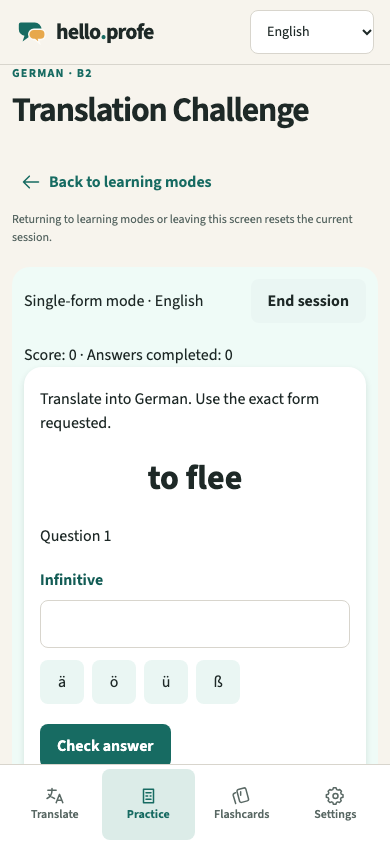 hello.profe
English
GERMAN · B2
Translation Challenge
Back to learning modes
Returning to learning modes or leaving this screen resets the current
session.
Single-form mode · English
End session
Score: 0 · Answers completed: 0
Translate into German. Use the exact form
requested.
to flee
Question 1
Infinitive
ä
ö
ü
ß
Check answer
Translate
Practice
Flashcards
Settings